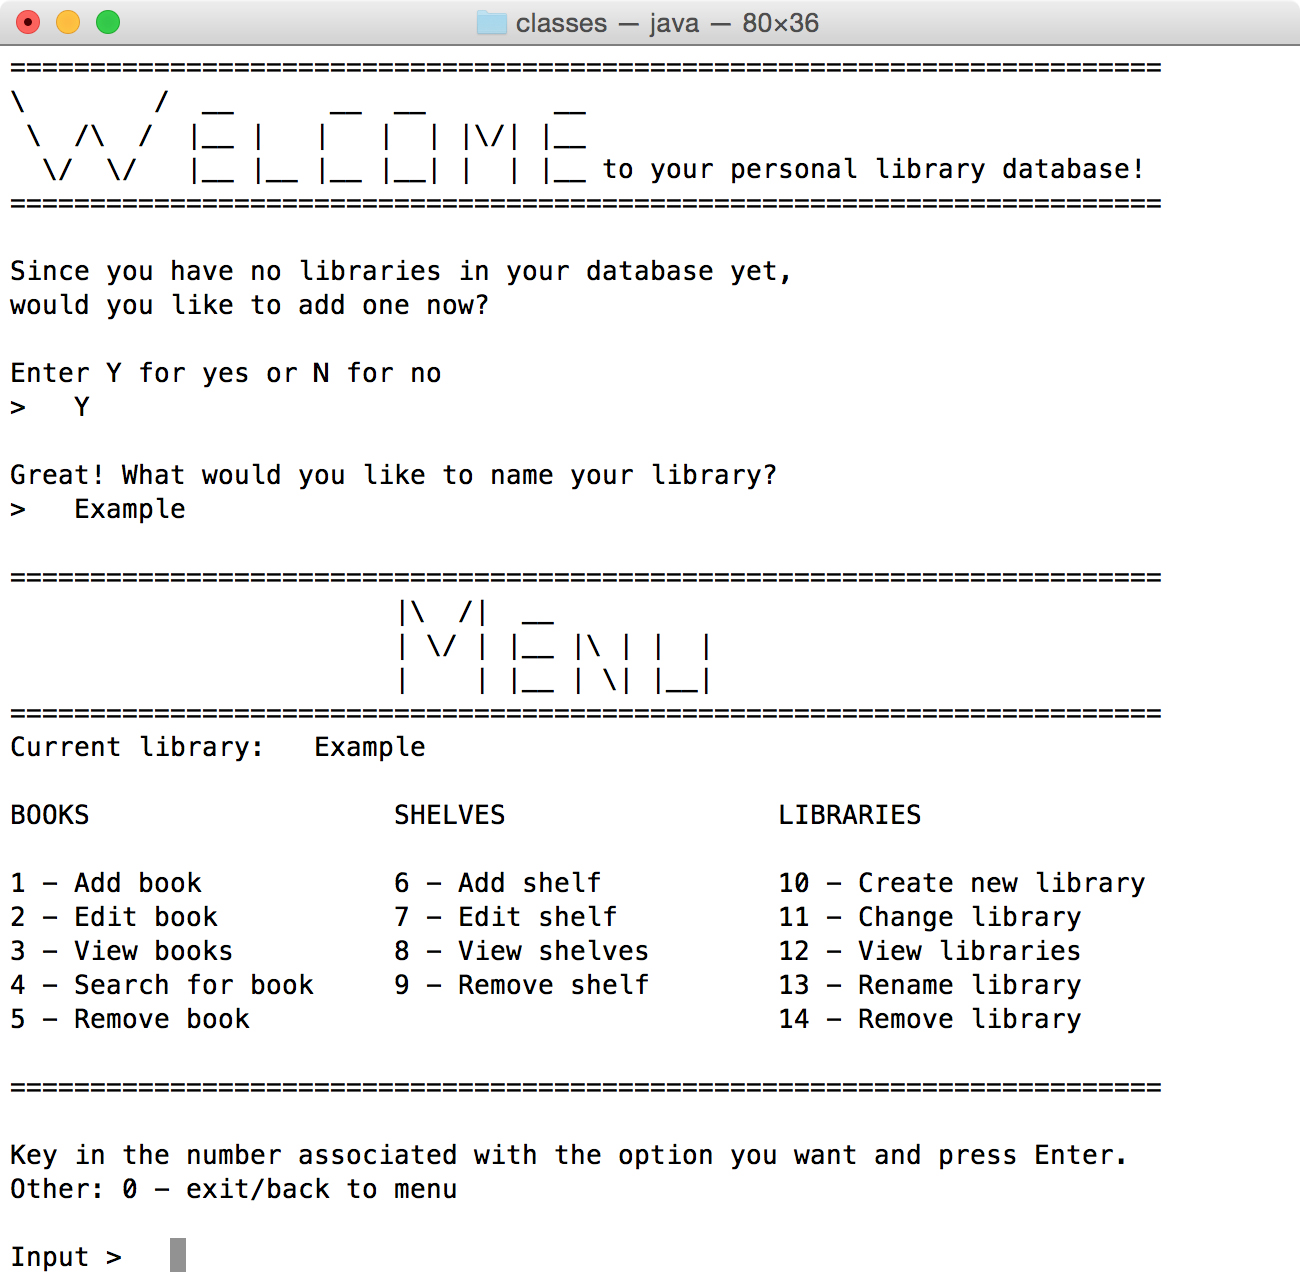 classes — java — 80×36
========================================================================
\        /  __      __  __        __
 \  /\  /  |__ |   |   |  | |\/| |__
  \/  \/   |__ |__ |__ |__| |  | |__ to your personal library database!
========================================================================
Since you have no libraries in your database yet,
would you like to add one now?
Enter Y for yes or N for no
>   Y
Great! What would you like to name your library?
>   Example
========================================================================
                        |\  /|  __
                        | \/ | |__ |\ | |  |
                        |    | |__ | \| |__|
========================================================================
Current library:   Example
BOOKS                   SHELVES                 LIBRARIES
1 - Add book            6 - Add shelf           10 - Create new library
2 - Edit book           7 - Edit shelf          11 - Change library
3 - View books          8 - View shelves        12 - View libraries
4 - Search for book     9 - Remove shelf        13 - Rename library
5 - Remove book                                 14 - Remove library
========================================================================
Key in the number associated with the option you want and press Enter.
Other: 0 - exit/back to menu
Input >